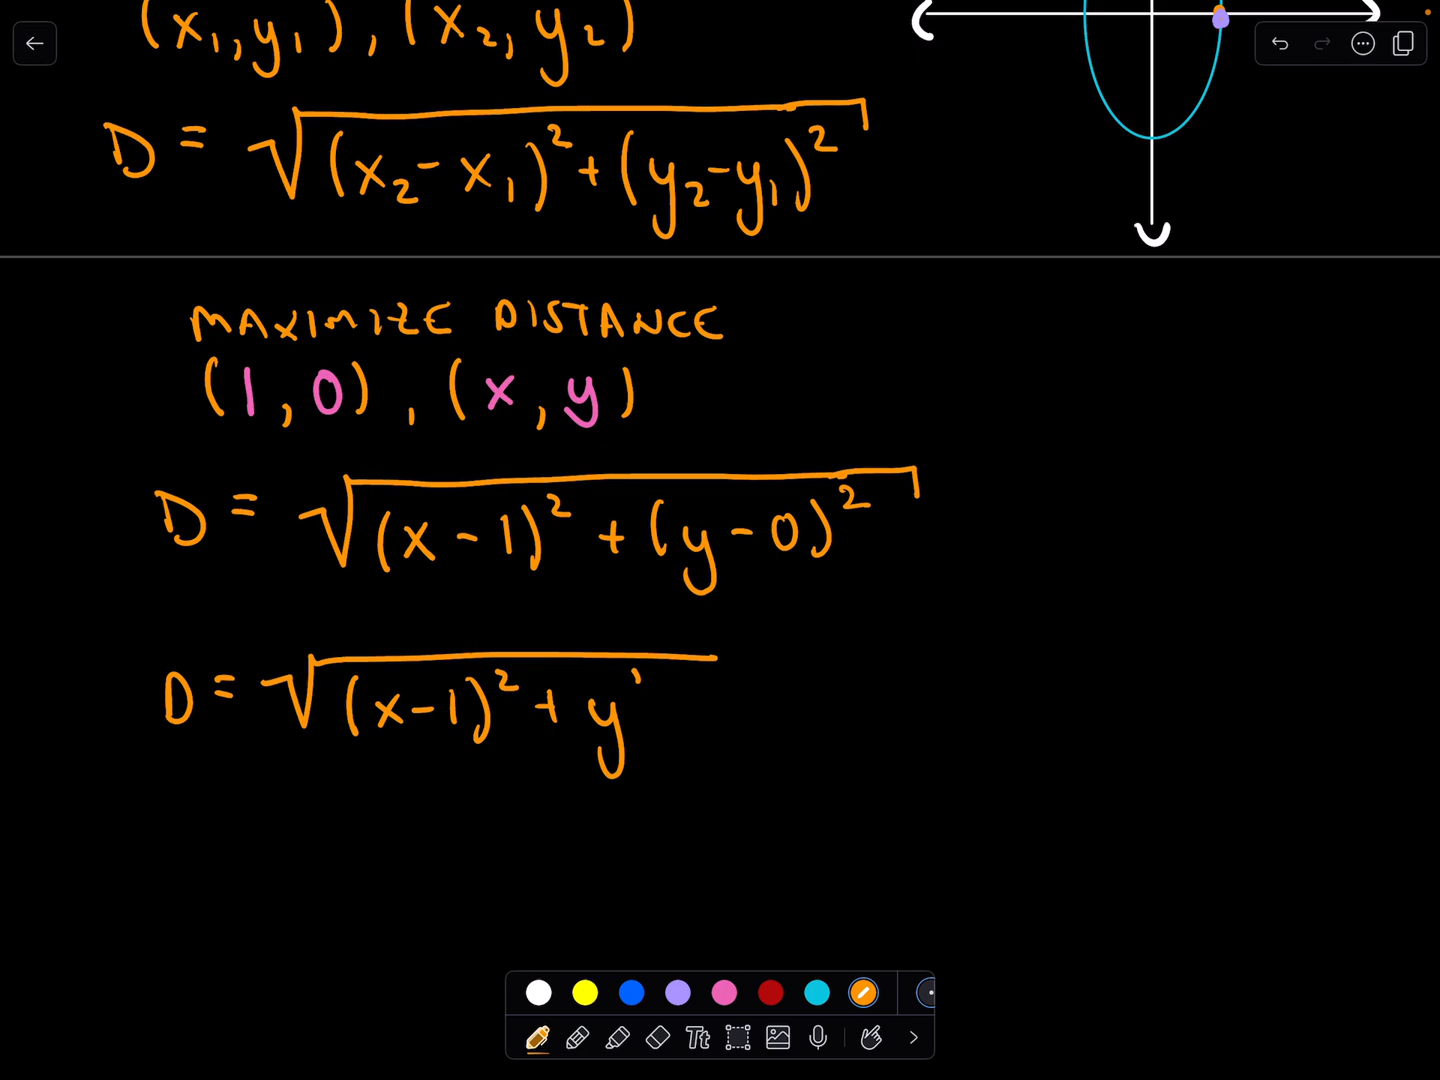 (x₁, y₁), (x₂, y₂)
D = √((x₂ - x₁)² + (y₂ - y₁)²)
MAXIMIZE DISTANCE
(1, 0), (x, y)
D = √((x - 1)² + (y - 0)²)
D = √((x - 1)² + y'
Tt